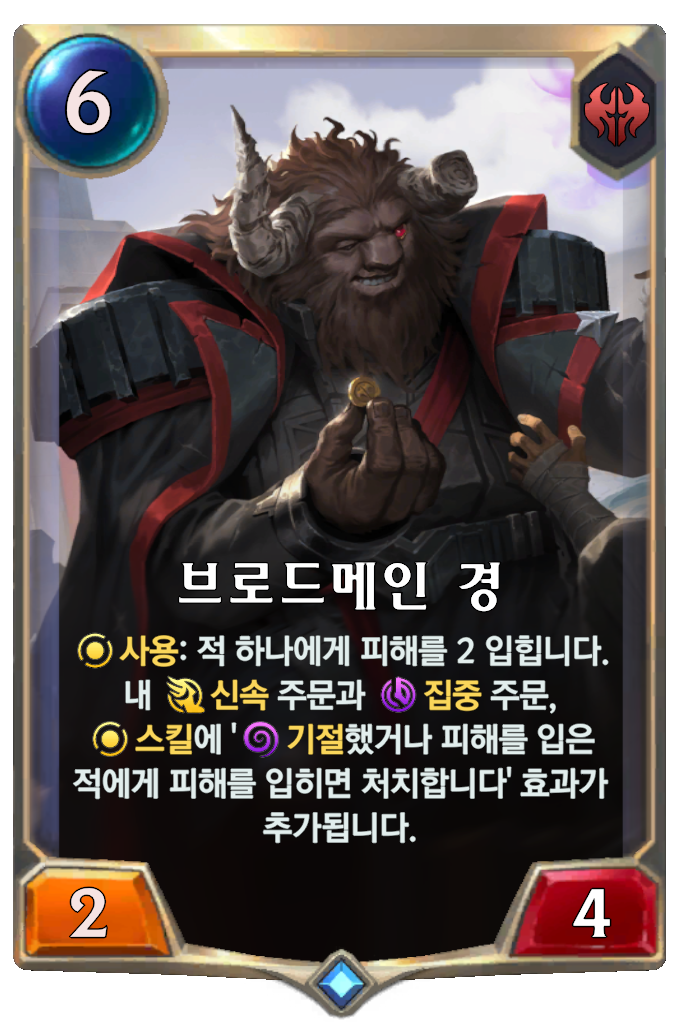 6
브로드메인 경
사용: 적 하나에게 피해를 2 입힙니다.
내 신속 주문과 집중 주문,
스킬에 '기절했거나 피해를 입은
적에게 피해를 입히면 처치합니다' 효과가
추가됩니다.
2
4